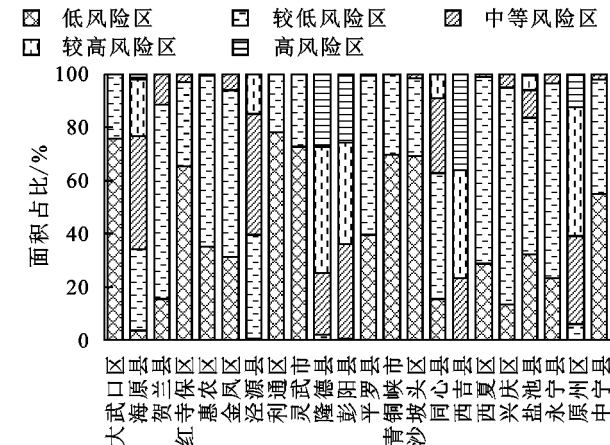 低风险区 较低风险区 中等风险区
较高风险区 高风险区
100
80
60
40
20
0
面积占比/%
大武口区
海原县
贺兰县
红寺堡区
惠农区
金凤区
泾源县
利通区
灵武市
隆德县
彭阳县
平罗县
青铜峡市
沙坡头区
同心县
西吉县
西夏区
兴庆区
盐池县
永宁县
原州区
中宁县